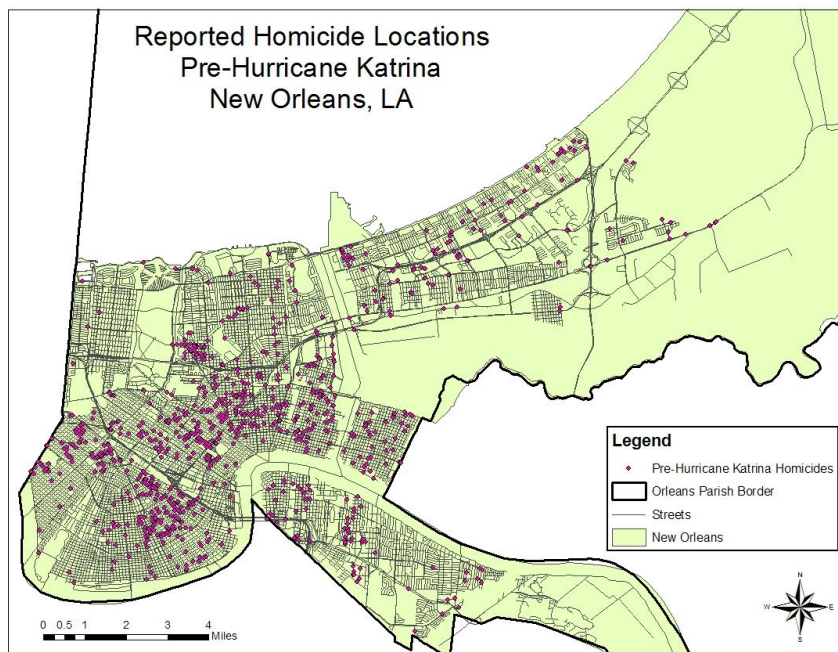 Reported Homicide Locations
Pre-Hurricane Katrina
New Orleans, LA
Legend
Pre-Hurricane Katrina Homicides
Orleans Parish Border
Streets
New Orleans
N
W E
S
0 0.5 1 2 3 4
Miles